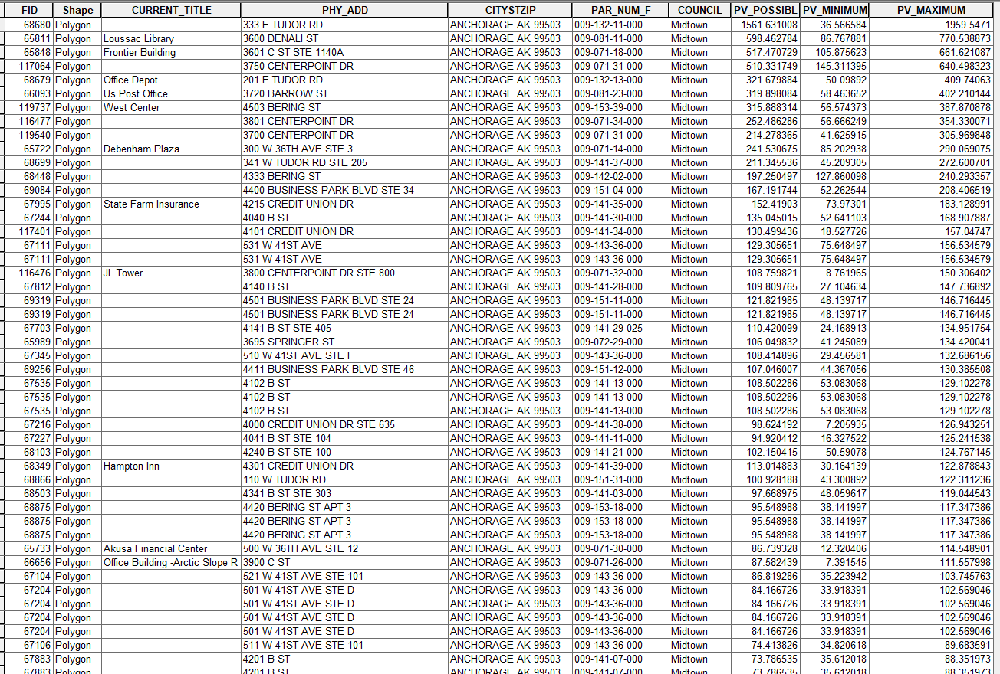 FID Shape CURRENT_TITLE PHY_ADD CITYSTZIP PAR_NUM_F COUNCIL PV_POSSIBL PV_MINIMUM PV_MAXIMUM
68680 Polygon 333 E TUDOR RD ANCHORAGE AK 99503 009-132-11-000 Midtown 1561.631008 36.566584 1959.5471
65811 Polygon Loussac Library 3600 DENALI ST ANCHORAGE AK 99503 009-081-11-000 Midtown 598.462784 86.767881 770.538873
65848 Polygon Frontier Building 3601 C ST STE 1140A ANCHORAGE AK 99503 009-071-18-000 Midtown 517.470729 105.875623 661.621087
117064 Polygon 3750 CENTERPOINT DR ANCHORAGE AK 99503 009-071-31-000 Midtown 510.331749 145.311395 640.498323
68679 Polygon Office Depot 201 E TUDOR RD ANCHORAGE AK 99503 009-132-13-000 Midtown 321.679884 50.09892 409.74063
66093 Polygon Us Post Office 3720 BARROW ST ANCHORAGE AK 99503 009-081-23-000 Midtown 319.898084 58.463652 402.210144
119737 Polygon West Center 4503 BERING ST ANCHORAGE AK 99503 009-153-39-000 Midtown 315.888314 56.574373 387.870878
116477 Polygon 3801 CENTERPOINT DR ANCHORAGE AK 99503 009-071-34-000 Midtown 252.486286 56.666249 354.330071
119540 Polygon 3700 CENTERPOINT DR ANCHORAGE AK 99503 009-071-31-000 Midtown 214.278365 41.625915 305.969848
65722 Polygon Debenham Plaza 300 W 36TH AVE STE 3 ANCHORAGE AK 99503 009-071-14-000 Midtown 241.530675 85.202938 290.069075
68699 Polygon 341 W TUDOR RD STE 205 ANCHORAGE AK 99503 009-141-37-000 Midtown 211.345536 45.209305 272.600701
68448 Polygon 4333 BERING ST ANCHORAGE AK 99503 009-142-02-000 Midtown 197.250497 127.860098 240.293357
69084 Polygon 4400 BUSINESS PARK BLVD STE 34 ANCHORAGE AK 99503 009-151-04-000 Midtown 167.191744 52.262544 208.406519
67995 Polygon State Farm Insurance 4215 CREDIT UNION DR ANCHORAGE AK 99503 009-141-35-000 Midtown 152.41903 73.97301 183.128991
67244 Polygon 4040 B ST ANCHORAGE AK 99503 009-141-30-000 Midtown 135.045015 52.641103 168.907887
117401 Polygon 4101 CREDIT UNION DR ANCHORAGE AK 99503 009-141-34-000 Midtown 130.499436 18.527726 157.04747
67111 Polygon 531 W 41ST AVE ANCHORAGE AK 99503 009-143-36-000 Midtown 129.305651 75.648497 156.534579
67111 Polygon 531 W 41ST AVE ANCHORAGE AK 99503 009-143-36-000 Midtown 129.305651 75.648497 156.534579
116476 Polygon JL Tower 3800 CENTERPOINT DR STE 800 ANCHORAGE AK 99503 009-071-32-000 Midtown 108.759821 8.761965 150.306402
67812 Polygon 4140 B ST ANCHORAGE AK 99503 009-141-28-000 Midtown 109.809765 27.104634 147.736892
69319 Polygon 4501 BUSINESS PARK BLVD STE 24 ANCHORAGE AK 99503 009-151-11-000 Midtown 121.821985 48.139717 146.716445
69319 Polygon 4501 BUSINESS PARK BLVD STE 24 ANCHORAGE AK 99503 009-151-11-000 Midtown 121.821985 48.139717 146.716445
67703 Polygon 4141 B ST STE 405 ANCHORAGE AK 99503 009-141-29-025 Midtown 110.420099 24.168913 134.951754
65989 Polygon 3695 SPRINGER ST ANCHORAGE AK 99503 009-072-29-000 Midtown 106.049832 41.245089 134.420041
67345 Polygon 510 W 41ST AVE STE F ANCHORAGE AK 99503 009-143-36-000 Midtown 108.414896 29.456581 132.686156
69256 Polygon 4411 BUSINESS PARK BLVD STE 46 ANCHORAGE AK 99503 009-151-12-000 Midtown 107.046007 44.367056 130.385508
67535 Polygon 4102 B ST ANCHORAGE AK 99503 009-141-13-000 Midtown 108.502286 53.083068 129.102278
67535 Polygon 4102 B ST ANCHORAGE AK 99503 009-141-13-000 Midtown 108.502286 53.083068 129.102278
67535 Polygon 4102 B ST ANCHORAGE AK 99503 009-141-13-000 Midtown 108.502286 53.083068 129.102278
67216 Polygon 4000 CREDIT UNION DR STE 635 ANCHORAGE AK 99503 009-141-38-000 Midtown 98.624192 7.205935 126.943251
67227 Polygon 4041 B ST STE 104 ANCHORAGE AK 99503 009-141-11-000 Midtown 94.920412 16.327522 125.241538
68103 Polygon 4240 B ST STE 100 ANCHORAGE AK 99503 009-141-21-000 Midtown 102.150415 50.59078 124.767145
68349 Polygon Hampton Inn 4301 CREDIT UNION DR ANCHORAGE AK 99503 009-141-39-000 Midtown 113.014883 30.164139 122.878843
68866 Polygon 110 W TUDOR RD ANCHORAGE AK 99503 009-151-31-000 Midtown 100.928188 43.300892 122.311236
68503 Polygon 4341 B ST STE 303 ANCHORAGE AK 99503 009-141-03-000 Midtown 97.668975 48.059617 119.044543
68875 Polygon 4420 BERING ST APT 3 ANCHORAGE AK 99503 009-153-18-000 Midtown 95.548988 38.141997 117.347386
68875 Polygon 4420 BERING ST APT 3 ANCHORAGE AK 99503 009-153-18-000 Midtown 95.548988 38.141997 117.347386
68875 Polygon 4420 BERING ST APT 3 ANCHORAGE AK 99503 009-153-18-000 Midtown 95.548988 38.141997 117.347386
65733 Polygon Akusa Financial Center 500 W 36TH AVE STE 12 ANCHORAGE AK 99503 009-071-30-000 Midtown 86.739328 12.320406 114.548901
66656 Polygon Office Building -Arctic Slope R 3900 C ST ANCHORAGE AK 99503 009-071-26-000 Midtown 87.582439 7.391545 111.557998
67104 Polygon 521 W 41ST AVE STE 101 ANCHORAGE AK 99503 009-143-36-000 Midtown 86.819286 35.223942 103.745763
67204 Polygon 501 W 41ST AVE STE D ANCHORAGE AK 99503 009-143-36-000 Midtown 84.166726 33.918391 102.569046
67204 Polygon 501 W 41ST AVE STE D ANCHORAGE AK 99503 009-143-36-000 Midtown 84.166726 33.918391 102.569046
67204 Polygon 501 W 41ST AVE STE D ANCHORAGE AK 99503 009-143-36-000 Midtown 84.166726 33.918391 102.569046
67204 Polygon 501 W 41ST AVE STE D ANCHORAGE AK 99503 009-143-36-000 Midtown 84.166726 33.918391 102.569046
67106 Polygon 511 W 41ST AVE STE 101 ANCHORAGE AK 99503 009-143-36-000 Midtown 74.413826 34.820618 89.683591
67883 Polygon 4201 B ST ANCHORAGE AK 99503 009-141-07-000 Midtown 73.786535 35.612018 88.351973
67883 Polygon 4201 B ST ANCHORAGE AK 99503 009-141-07-000 Midtown 73.786535 35.612018 88.351973